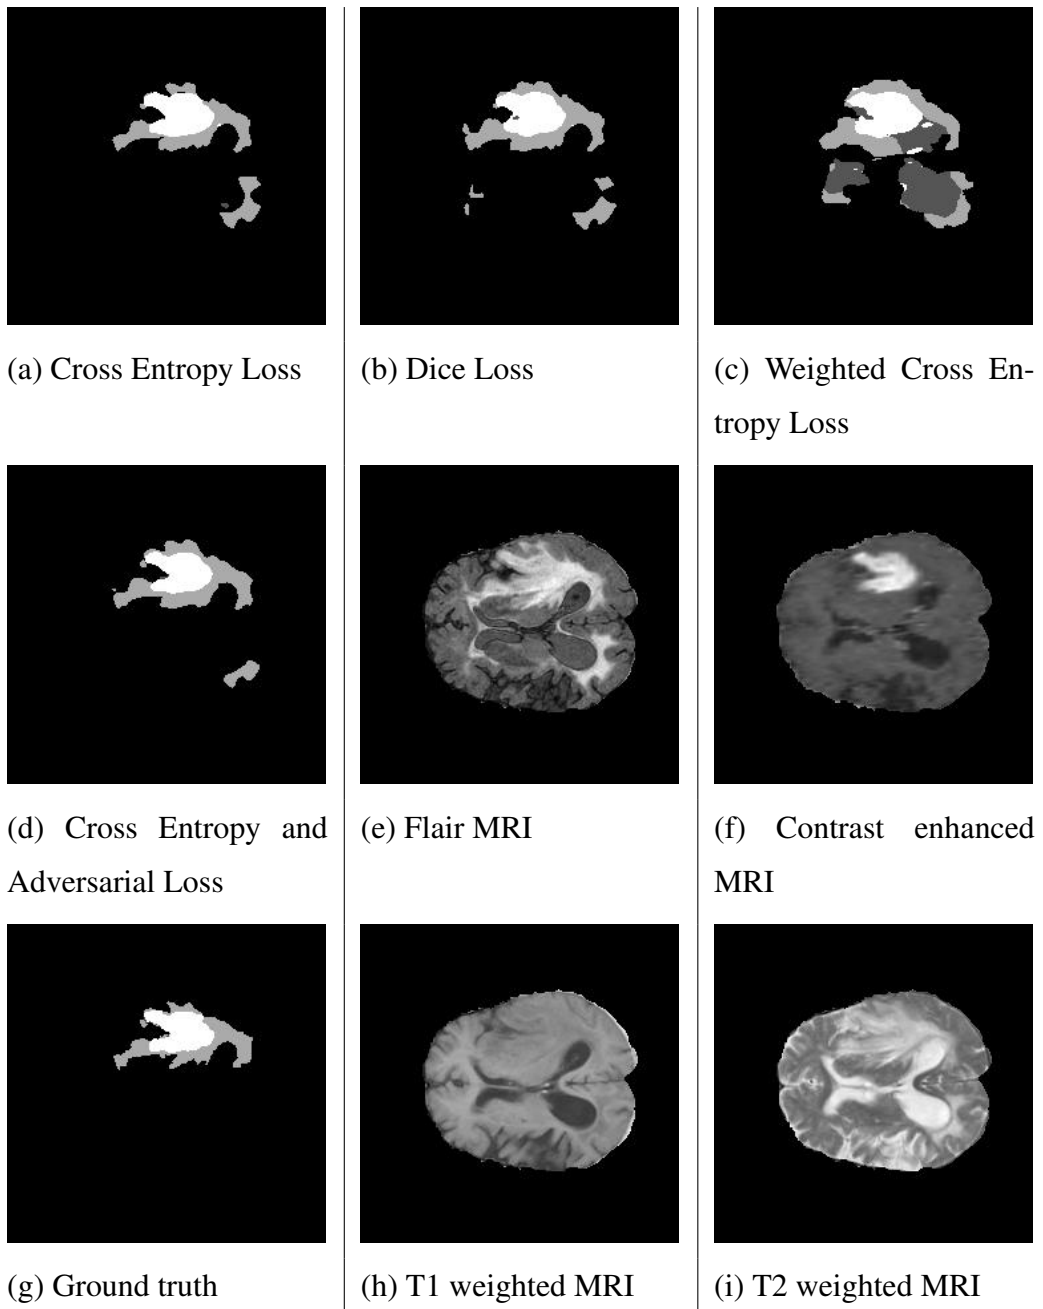 (a) Cross Entropy Loss
(b) Dice Loss
(c) Weighted Cross En-
tropy Loss
(d) Cross Entropy and
Adversarial Loss
(e) Flair MRI
(f) Contrast enhanced
MRI
(g) Ground truth
(h) T1 weighted MRI
(i) T2 weighted MRI